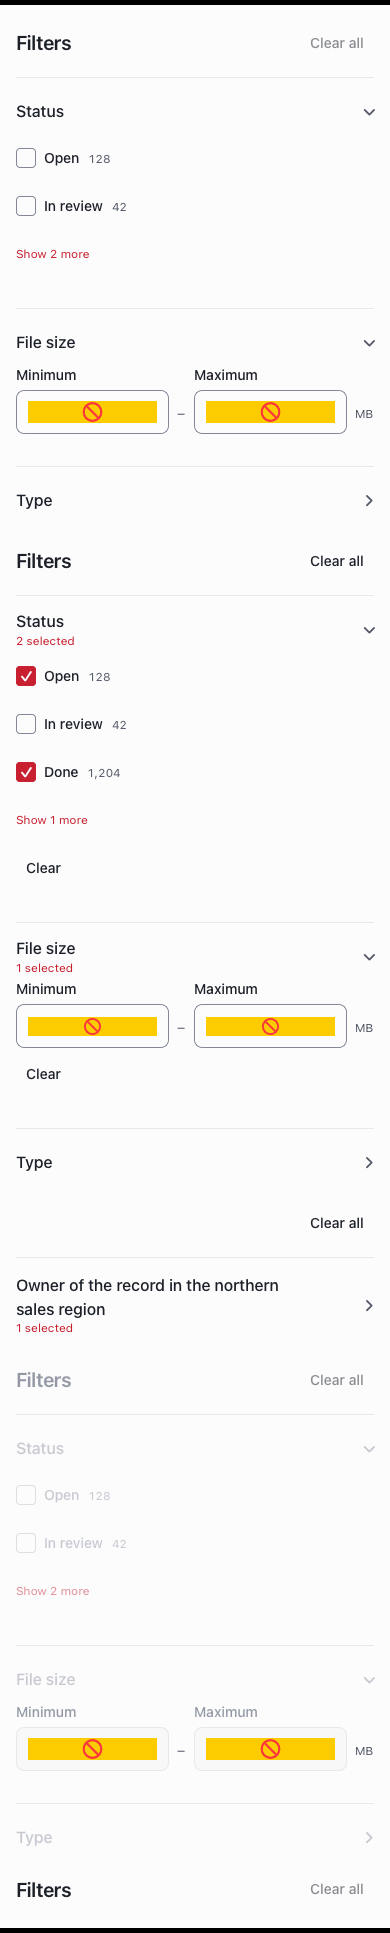 Filters Clear all
Status
Open 128
In review 42
Show 2 more
File size
Minimum Maximum
– MB
Type
Filters Clear all
Status
2 selected
Open 128
In review 42
Done 1,204
Show 1 more
Clear
File size
1 selected
Minimum Maximum
– MB
Clear
Type
Clear all
Owner of the record in the northern
sales region
1 selected
Filters Clear all
Status
Open 128
In review 42
Show 2 more
File size
Minimum Maximum
– MB
Type
Filters Clear all